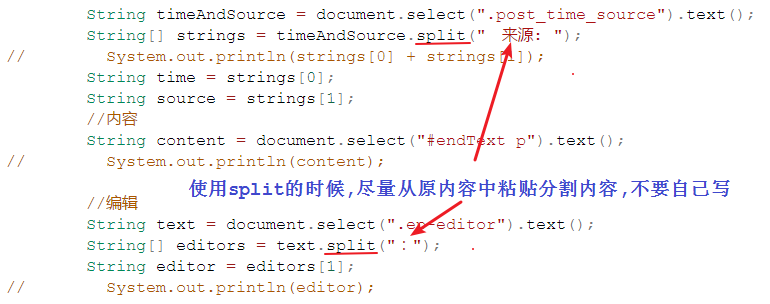 String timeAndSource = document.select(".post_time_source").text();
String[] strings = timeAndSource.split("　来源: ");
//        System.out.println(strings[0] + strings[1]);
String time = strings[0];
String source = strings[1];
//内容
String content = document.select("#endText p").text();
//        System.out.println(content);
使用split的时候,尽量从原内容中粘贴分割内容,不要自己写
//编辑
String text = document.select(".ep-editor").text();
String[] editors = text.split("：");
String editor = editors[1];
//        System.out.println(editor);